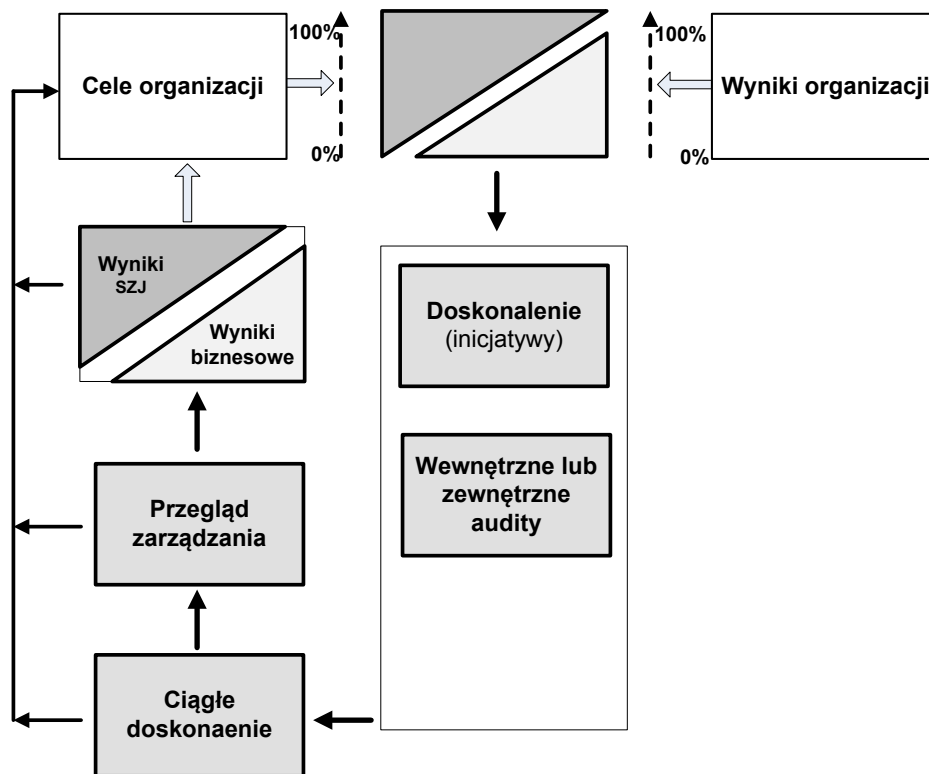 Cele organizacji
100%
0%
100%
0%
Wyniki organizacji
Wyniki
SZJ
Wyniki
biznesowe
Doskonalenie
(inicjatywy)
Wewnętrzne lub
zewnętrzne
audity
Przegląd
zarządzania
Ciągłe
doskonaenie